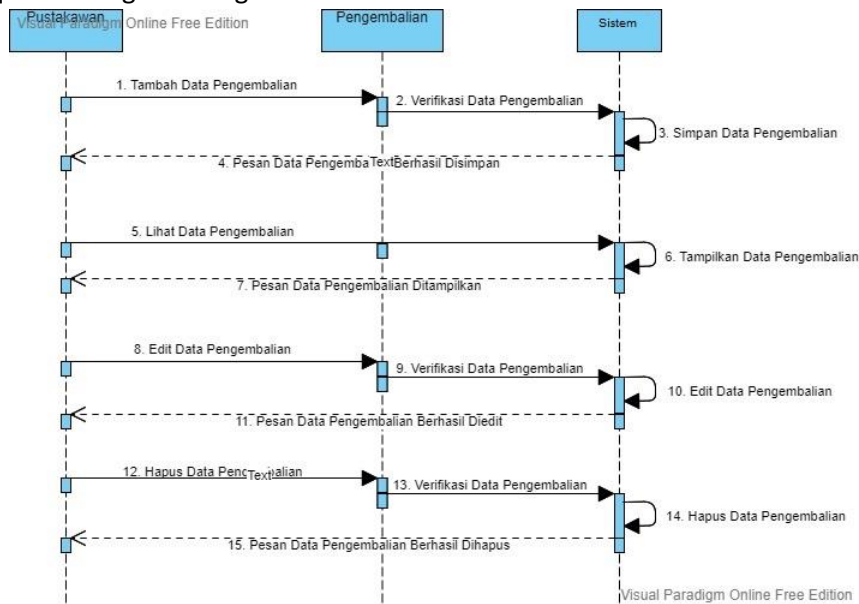 Pustakawan
Visual Paradigm Online Free Edition
Pengembalian
Sistem
1. Tambah Data Pengembalian
2. Verifikasi Data Pengembalian
3. Simpan Data Pengembalian
4. Pesan Data Pengemba Text Berhasil Disimpan
5. Lihat Data Pengembalian
6. Tampilkan Data Pengembalian
7. Pesan Data Pengembalian Ditampilkan
8. Edit Data Pengembalian
9. Verifikasi Data Pengembalian
10. Edit Data Pengembalian
11. Pesan Data Pengembalian Berhasil Diedit
12. Hapus Data Peng Text balian
13. Verifikasi Data Pengembalian
14. Hapus Data Pengembalian
15. Pesan Data Pengembalian Berhasil Dihapus
Visual Paradigm Online Free Edition